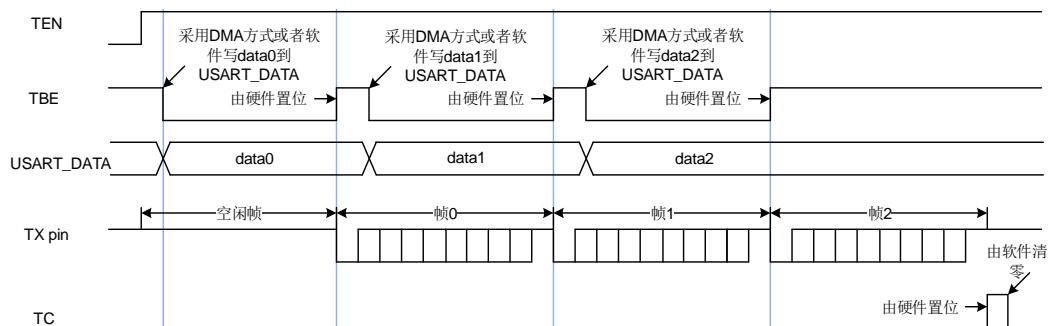 TEN
采用DMA方式或者软
件写data0到
USART_DATA
采用DMA方式或者软
件写data1到
USART_DATA
采用DMA方式或者软
件写data2到
USART_DATA
TBE
由硬件置位
由硬件置位
由硬件置位
USART_DATA
data0
data1
data2
空闲帧
帧0
帧1
帧2
TX pin
由软件清
零
由硬件置位
TC